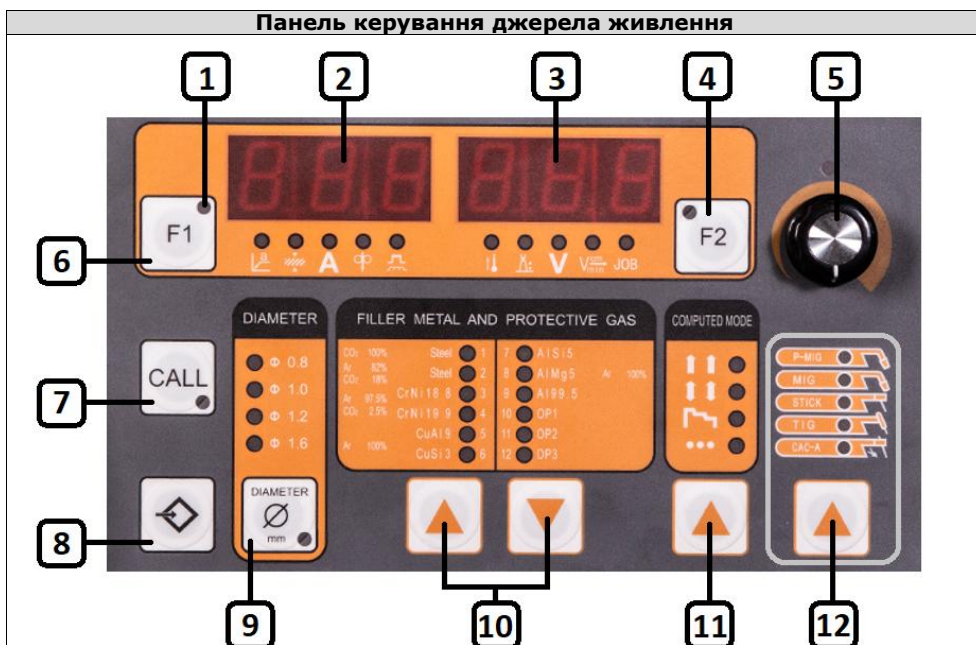 Панель керування джерела живлення
1 2 3 4 5
F1 F2
6
A V V cm/min JOB
DIAMETER FILLER METAL AND PROTECTIVE GAS COMPUTED MODE
CALL
7
Φ 0.8
Φ 1.0
Φ 1.2
Φ 1.6
CO₂ 100% Steel 1
Ar 82% CO₂ 18% Steel 2
Ar 97.5% CO₂ 2.5% CrNi18 8 3
CrNi19 9 4
CuAl9 5
Ar 100% CuSi3 6
7 AlSi5
8 AlMg5 Ar 100%
9 Al99.5
10 OP1
11 OP2
12 OP3
P-MIG
MIG
STICK
TIG
CAC-A
8
DIAMETER
Ø
mm
9 10 11 12